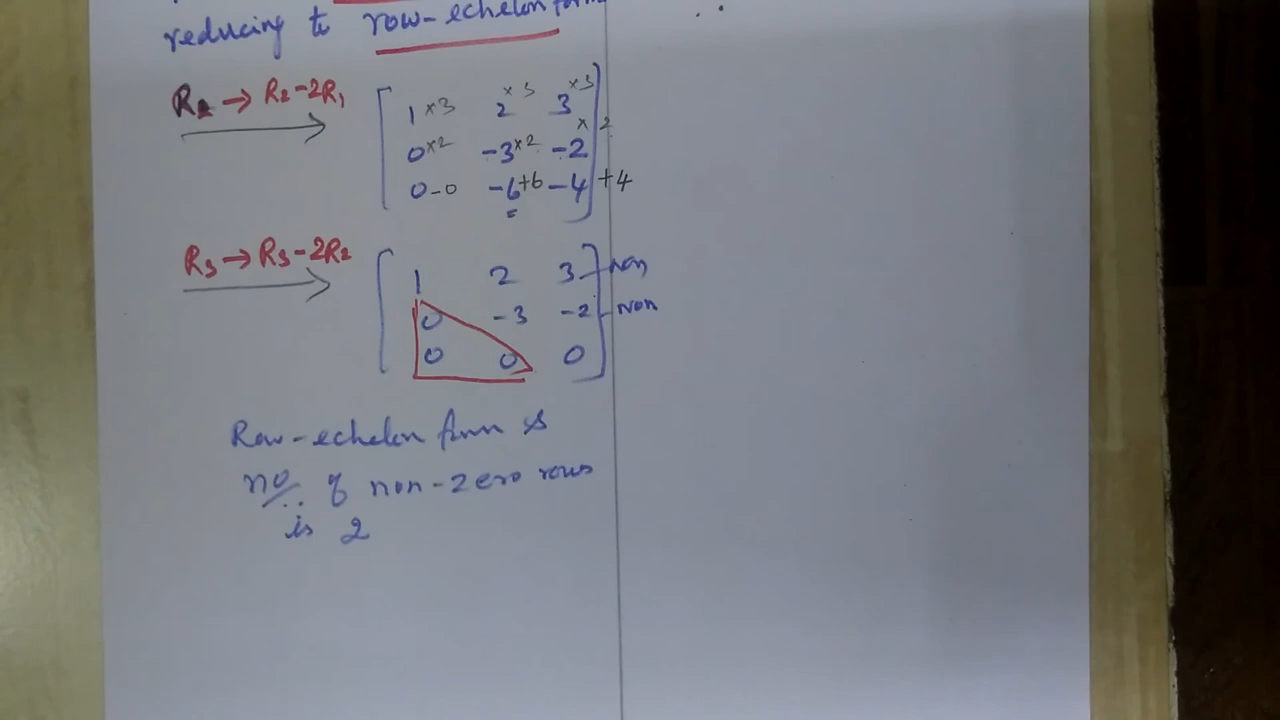 reducing to row-echelon form
R2 → R2-2R1
1 ×3 2 ×3 3 ×3
0 ×2 -3 ×2 -2 ×2
0-0 -6+6 -4 +4
R3 → R3-2R2
1 2 3 non
0 -3 -2 non
0 0 0
Row-echelon form &
no. of non-zero rows
is 2